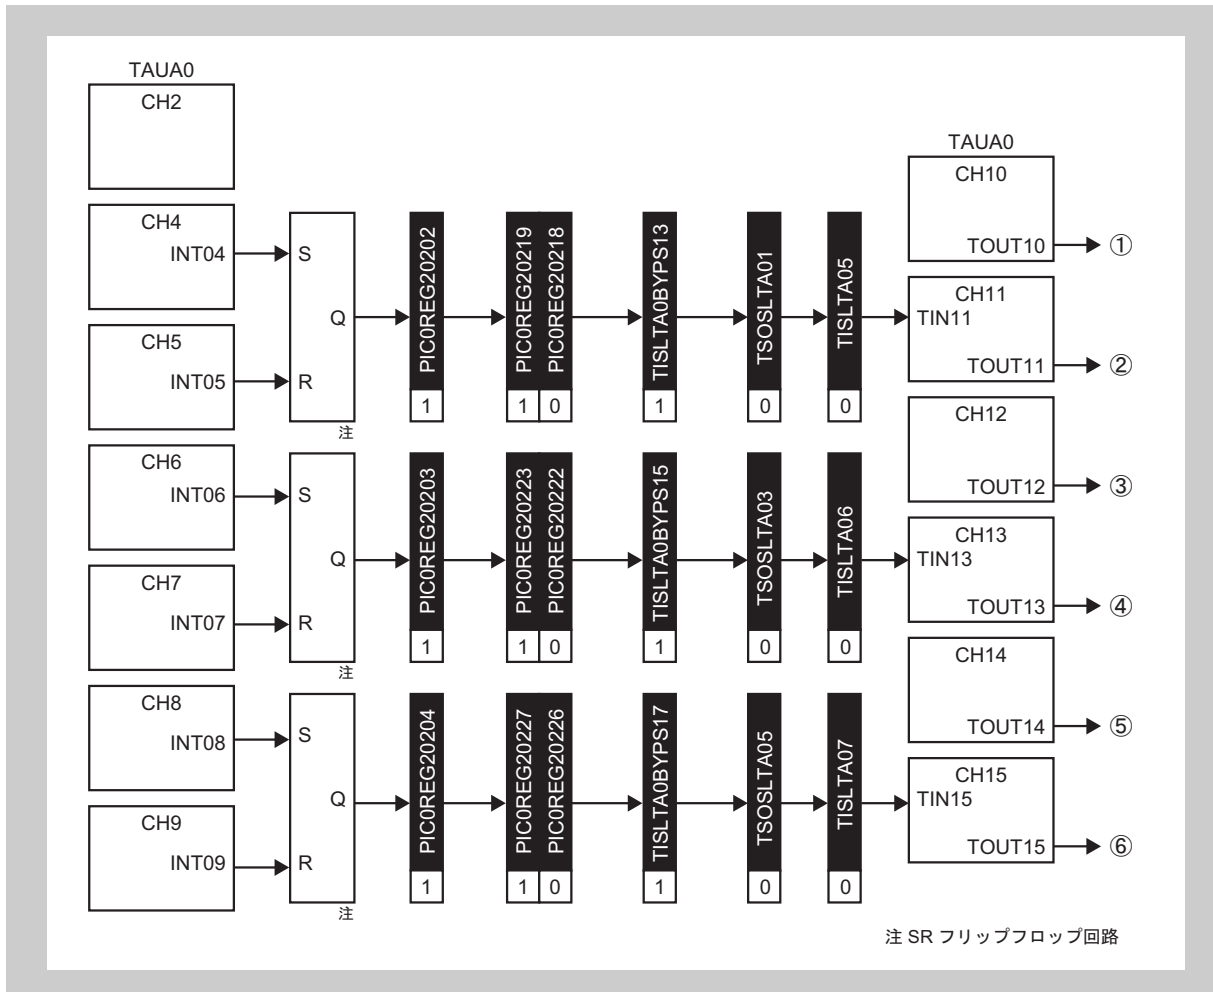 TAUA0
CH2
CH4
INT04
CH5
INT05
CH6
INT06
CH7
INT07
CH8
INT08
CH9
INT09
S
Q
R
注
S
Q
R
注
S
Q
R
注
PIC0REG20202
1
PIC0REG20219
1
PIC0REG20218
0
TISLTA0BYPS13
1
TSOSLTA01
0
TISLTA05
0
PIC0REG20203
1
PIC0REG20223
1
PIC0REG20222
0
TISLTA0BYPS15
1
TSOSLTA03
0
TISLTA06
0
PIC0REG20204
1
PIC0REG20227
1
PIC0REG20226
0
TISLTA0BYPS17
1
TSOSLTA05
0
TISLTA07
0
TAUA0
CH10
TOUT10 ①
CH11
TIN11
TOUT11 ②
CH12
TOUT12 ③
CH13
TIN13
TOUT13 ④
CH14
TOUT14 ⑤
CH15
TIN15
TOUT15 ⑥
注 SR フリップフロップ回路